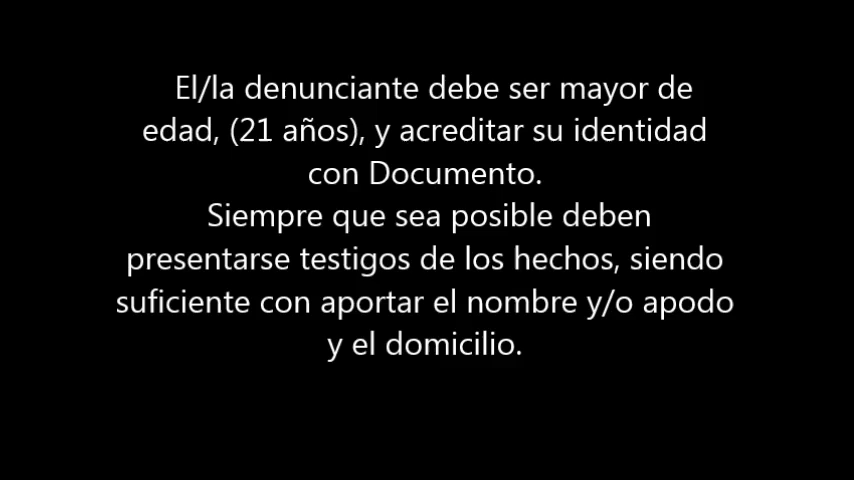 El/la denunciante debe ser mayor de
edad, (21 años), y acreditar su identidad
con Documento.
Siempre que sea posible deben
presentarse testigos de los hechos, siendo
suficiente con aportar el nombre y/o apodo
y el domicilio.